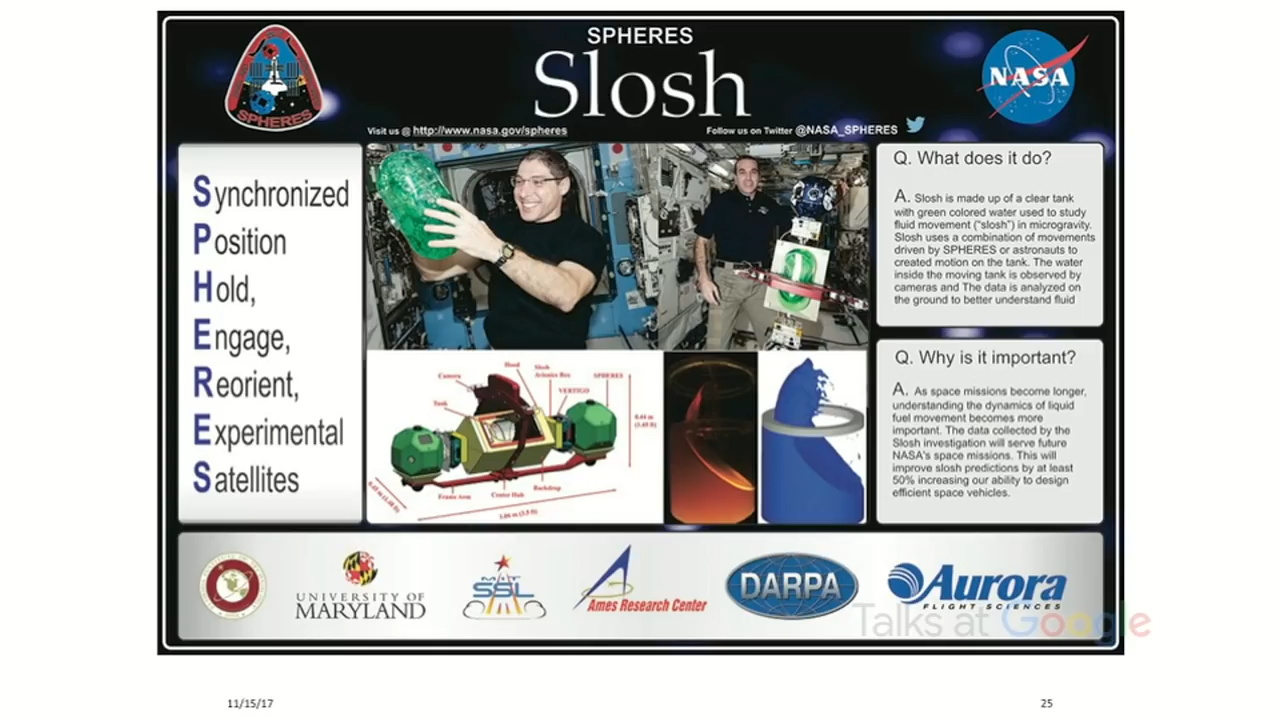 SPHERES
Slosh
SPHERES
NASA
Visit us @ http://www.nasa.gov/spheres
Follow us on Twitter @NASA_SPHERES
Synchronized
Position
Hold,
Engage,
Reorient,
Experimental
Satellites
Q. What does it do?
A. Slosh is made up of a clear tank
with green colored water used to study
fluid movement ("slosh") in microgravity.
Slosh uses a combination of movements
driven by SPHERES or astronauts to
created motion on the tank. The water
inside the moving tank is observed by
cameras and The data is analyzed on
the ground to better understand fluid
Q. Why is it important?
A. As space missions become longer,
understanding the dynamics of liquid
fuel movement becomes more
important. The data collected by the
Slosh investigation will serve future
NASA's space missions. This will
improve slosh predictions by at least
50% increasing our ability to design
efficient space vehicles.
Camera
Hood
Slosh
Avionics Box
VERTIGO
SPHERES
Tank
Frame Arm
Center Hub
Backdrop
UNIVERSITY OF
MARYLAND
MIT
SSL
Ames Research Center
DARPA
Aurora
FLIGHT SCIENCES
Talks at Google
11/15/17
25